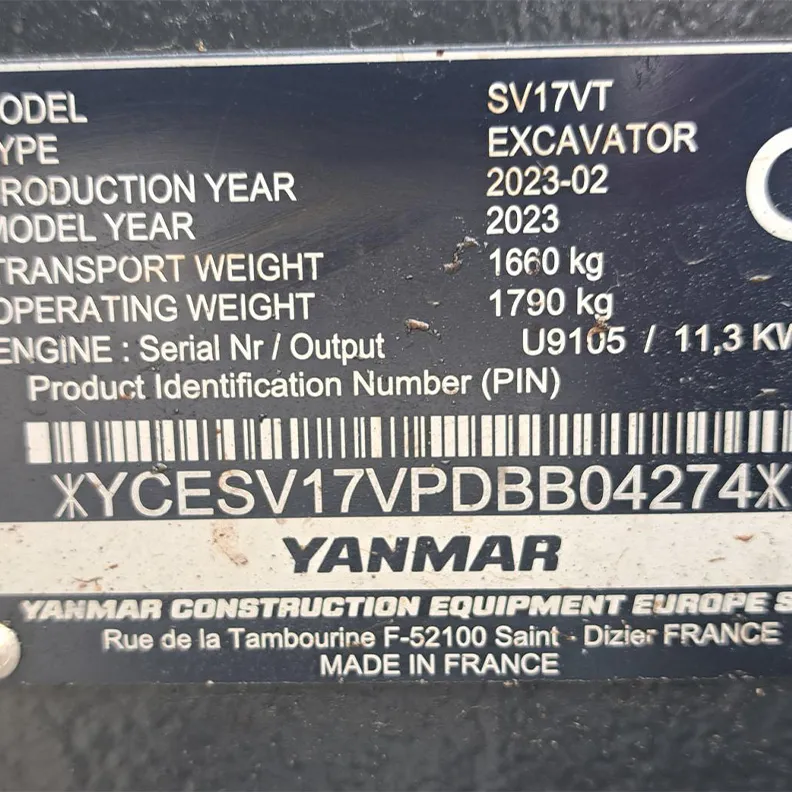 ODEL SV17VT
YPE EXCAVATOR
RODUCTION YEAR 2023-02
MODEL YEAR 2023
TRANSPORT WEIGHT 1660 kg
OPERATING WEIGHT 1790 kg
ENGINE : Serial Nr / Output U9105 / 11,3 KW
Product Identification Number (PIN)
*YCESV17VPDBB04274*
YANMAR
YANMAR CONSTRUCTION EQUIPMENT EUROPE S
Rue de la Tambourine F-52100 Saint - Dizier FRANCE
MADE IN FRANCE